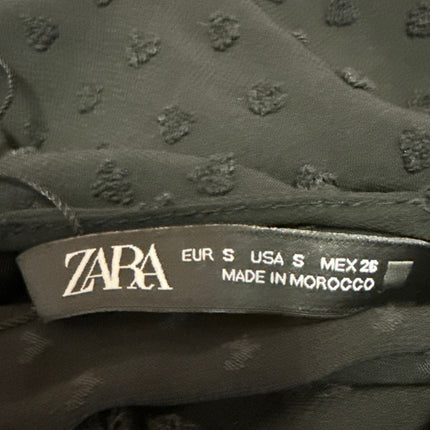 ZARA
EUR S USA S MEX 26
MADE IN MOROCCO